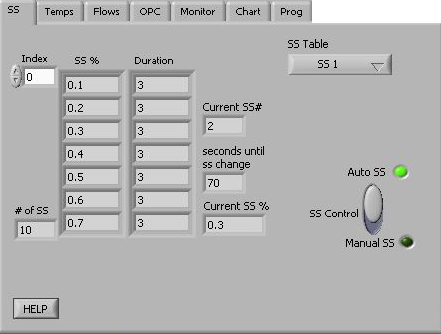 SS Temps Flows OPC Monitor Chart Prog
SS Table
SS 1
Index SS % Duration
0 0.1 3
0.2 3
0.3 3
0.4 3
0.5 3
0.6 3
0.7 3
Current SS#
2
seconds until
ss change
70
Current SS %
0.3
# of SS
10
Auto SS
SS Control
Manual SS
HELP